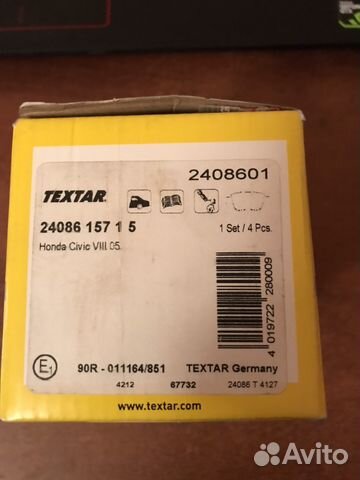 2408601
TEXTAR
24086 157 1 5
1 Set / 4 Pcs.
Honda Civic VIII 05.
4 019722 280009
E1
90R - 011164/851
TEXTAR Germany
4212
67732
24086 T 4127
www.textar.com
Avito